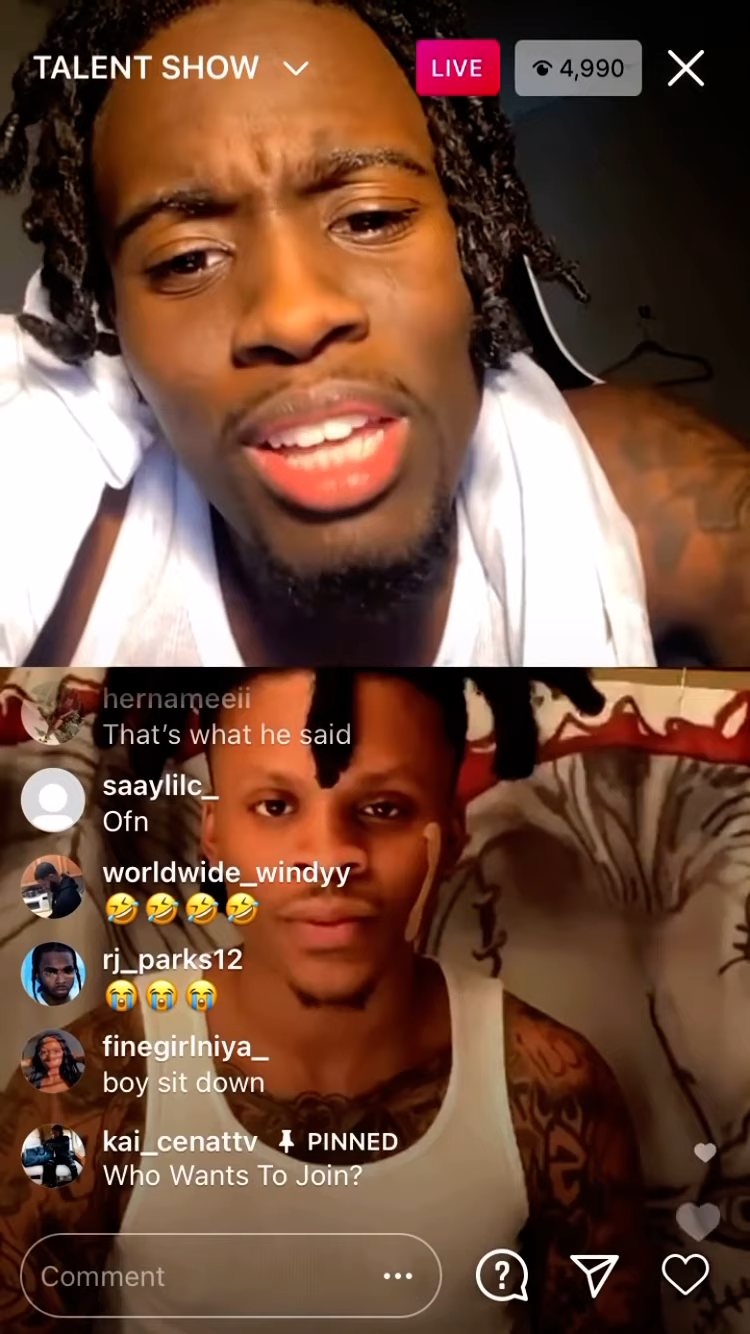 TALENT SHOW
LIVE
4,990
hernameeii
That’s what he said
saaylilc_
Ofn
worldwide_windyy
🤣🤣🤣🤣
rj_parks12
😭😭😭
finegirlniya_
boy sit down
kai_cenattv PINNED
Who Wants To Join?
Comment